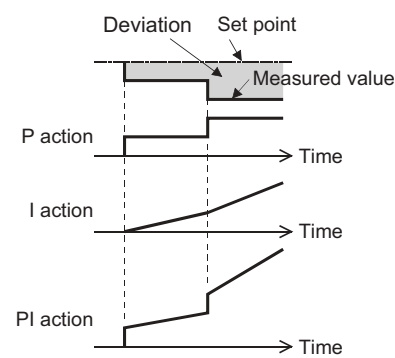 Deviation Set point
Measured value
P action
Time
I action
Time
PI action
Time